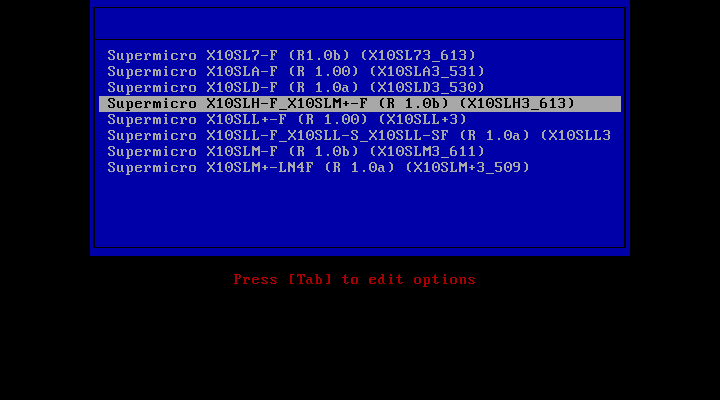 Supermicro X10SL7-F (R1.0b) (X10SL73_613)
Supermicro X10SLA-F (R 1.00) (X10SLA3_531)
Supermicro X10SLD-F (R 1.0a) (X10SLD3_530)
Supermicro X10SLH-F_X10SLM+-F (R 1.0b) (X10SLH3_613)
Supermicro X10SLL+-F (R 1.00) (X10SLL+3)
Supermicro X10SLL-F_X10SLL-S_X10SLL-SF (R 1.0a) (X10SLL3
Supermicro X10SLM-F (R 1.0b) (X10SLM3_611)
Supermicro X10SLM+-LN4F (R 1.0a) (X10SLM+3_509)
Press [Tab] to edit options